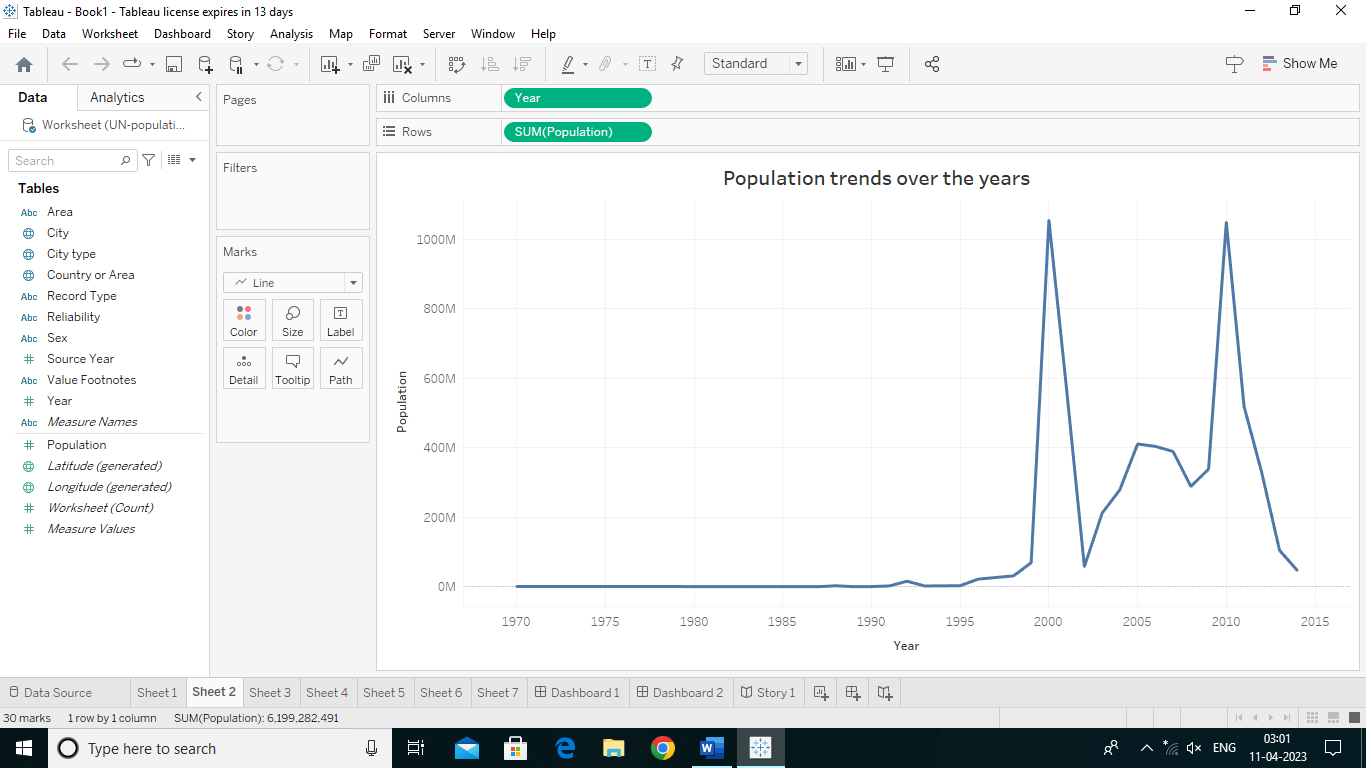 Tableau - Book1 - Tableau license expires in 13 days
File Data Worksheet Dashboard Story Analysis Map Format Server Window Help
Standard
Show Me
Data Analytics
Worksheet (UN-populati...
Search
Tables
Abc Area
City
City type
Country or Area
Abc Record Type
Abc Reliability
Abc Sex
Source Year
Abc Value Footnotes
Year
Abc Measure Names
Population
Latitude (generated)
Longitude (generated)
Worksheet (Count)
Measure Values
Pages
Filters
Marks
Line
Color Size Label
Detail Tooltip Path
Columns Year
Rows SUM(Population)
Population trends over the years
1000M
800M
600M
400M
200M
0M
Population
1970 1975 1980 1985 1990 1995 2000 2005 2010 2015
Year
Data Source Sheet 1 Sheet 2 Sheet 3 Sheet 4 Sheet 5 Sheet 6 Sheet 7 Dashboard 1 Dashboard 2 Story 1
30 marks 1 row by 1 column SUM(Population): 6,199,282,491
Type here to search
ENG
03:01
11-04-2023